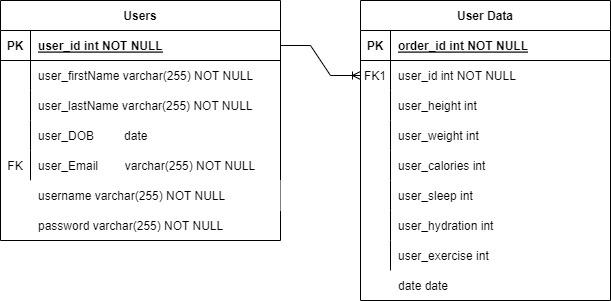 Users
PK user_id int NOT NULL
user_firstName varchar(255) NOT NULL
user_lastName varchar(255) NOT NULL
user_DOB date
FK user_Email varchar(255) NOT NULL
username varchar(255) NOT NULL
password varchar(255) NOT NULL
User Data
PK order_id int NOT NULL
FK1 user_id int NOT NULL
user_height int
user_weight int
user_calories int
user_sleep int
user_hydration int
user_exercise int
date date